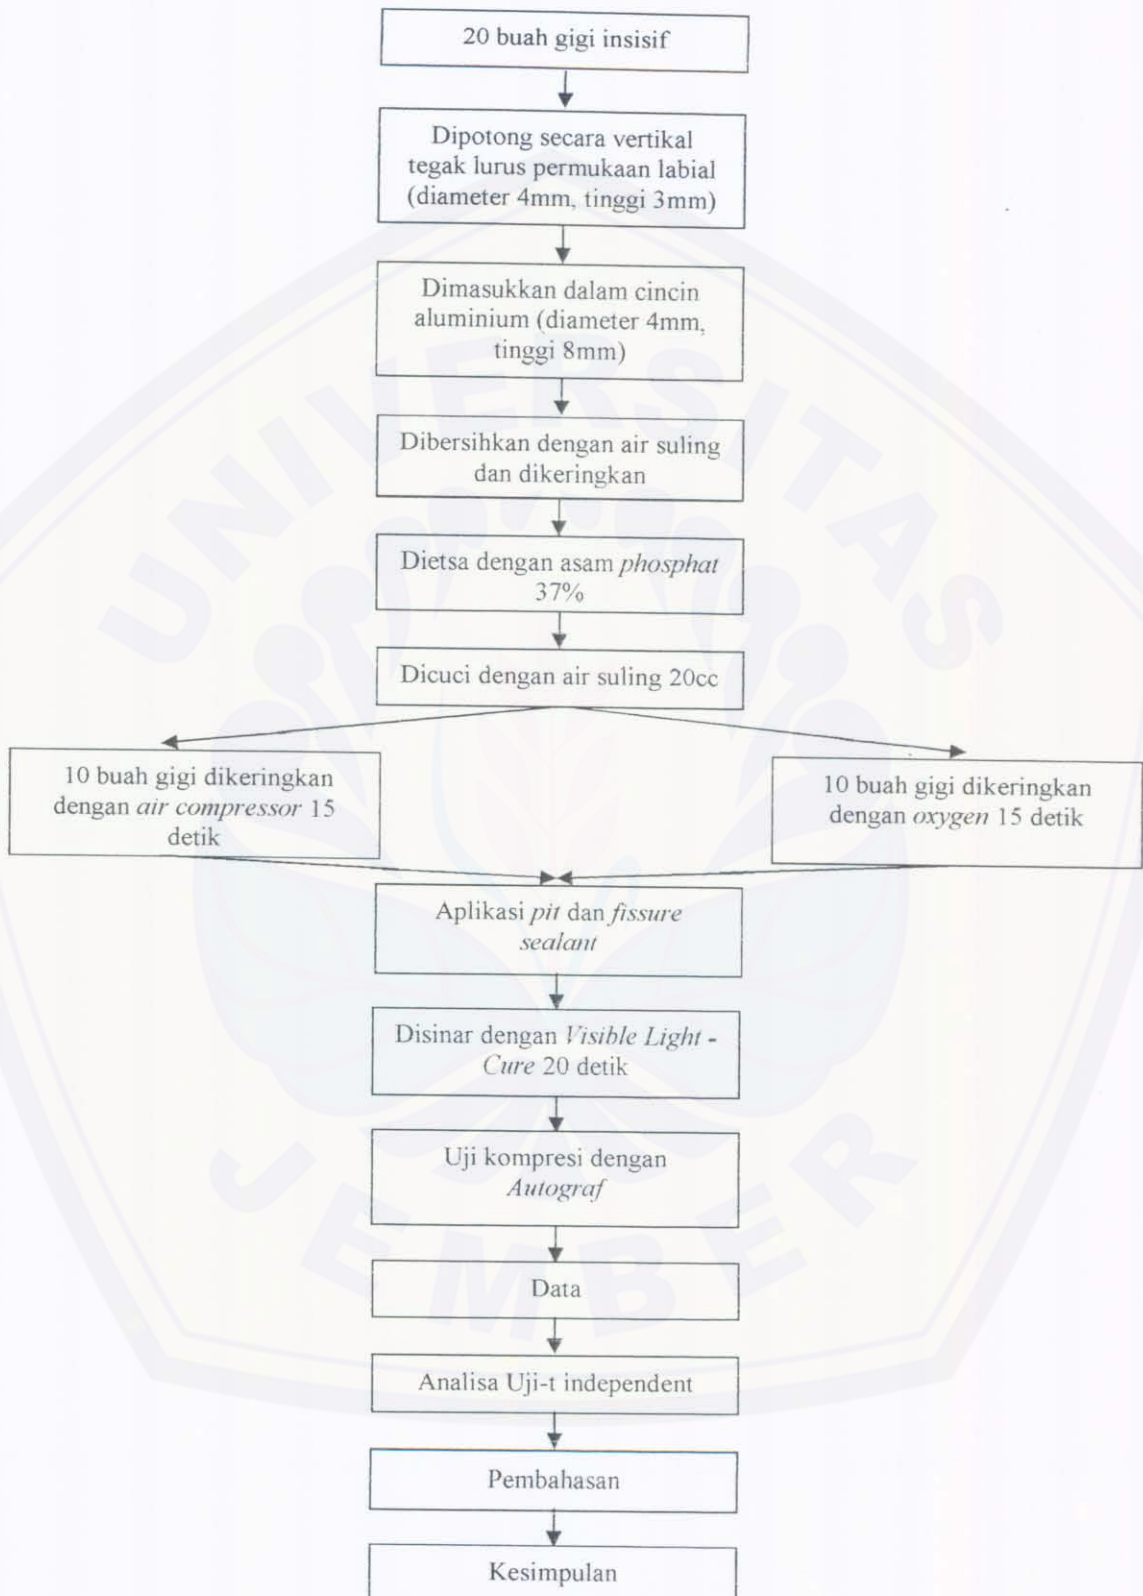 20 buah gigi insisif
Dipotong secara vertikal
tegak lurus permukaan labial
(diameter 4mm, tinggi 3mm)
Dimasukkan dalam cincin
aluminium (diameter 4mm,
tinggi 8mm)
Dibersihkan dengan air suling
dan dikeringkan
Dietsa dengan asam phosphat
37%
Dicuci dengan air suling 20cc
10 buah gigi dikeringkan
dengan air compressor 15
detik
10 buah gigi dikeringkan
dengan oxygen 15 detik
Aplikasi pit dan fissure
sealant
Disinar dengan Visible Light -
Cure 20 detik
Uji kompresi dengan
Autograf
Data
Analisa Uji-t independent
Pembahasan
Kesimpulan
UNIVERSITAS
JEMBER